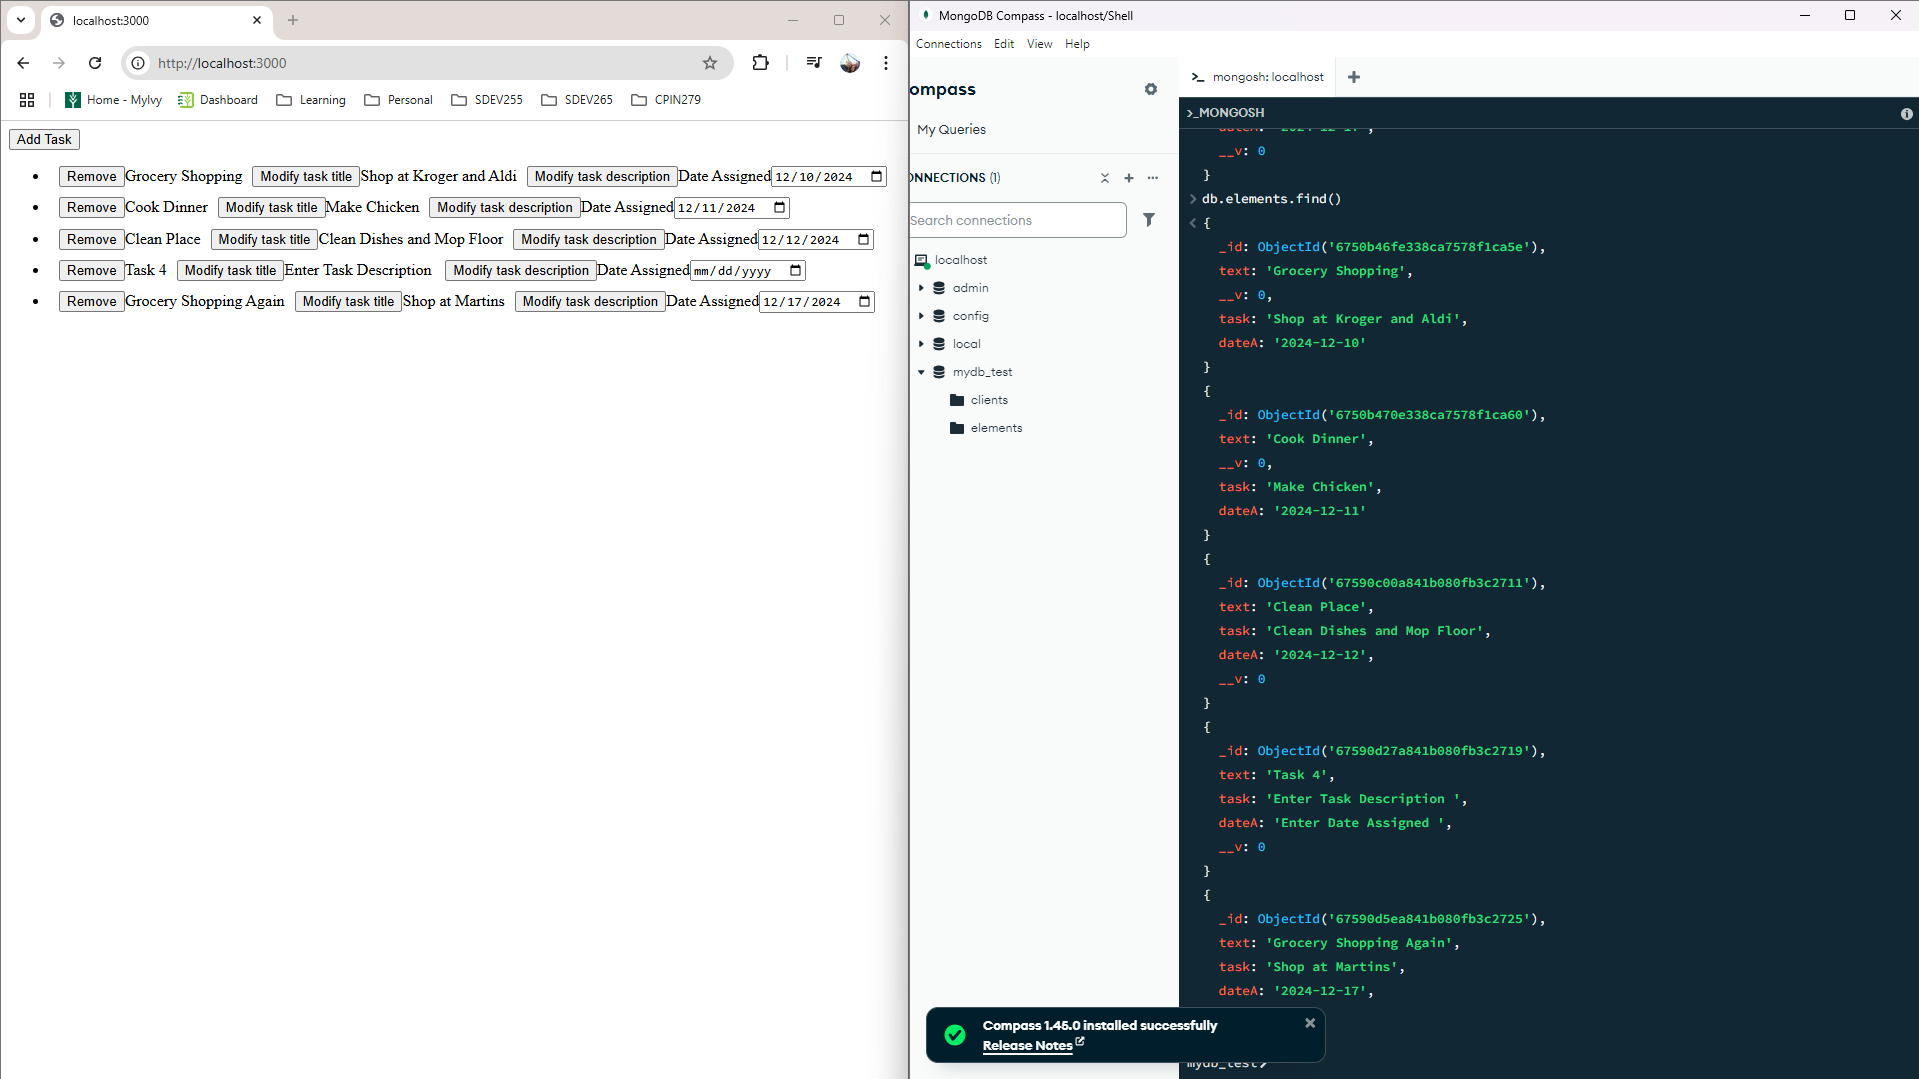 localhost:3000
http://localhost:3000
Home - MyIvy Dashboard Learning Personal SDEV255 SDEV265 CPIN279
Add Task
Remove Grocery Shopping Modify task title Shop at Kroger and Aldi Modify task description Date Assigned 12/10/2024
Remove Cook Dinner Modify task title Make Chicken Modify task description Date Assigned 12/11/2024
Remove Clean Place Modify task title Clean Dishes and Mop Floor Modify task description Date Assigned 12/12/2024
Remove Task 4 Modify task title Enter Task Description Modify task description Date Assigned mm/dd/yyyy
Remove Grocery Shopping Again Modify task title Shop at Martins Modify task description Date Assigned 12/17/2024
MongoDB Compass - localhost/Shell
Connections Edit View Help
ompass
My Queries
ONNECTIONS (1)
Search connections
localhost
admin
config
local
mydb_test
clients
elements
mongosh: localhost
>_MONGOSH
dateA: '2024-12-17',
__v: 0
}
db.elements.find()
{
_id: ObjectId('6750b46fe338ca7578f1ca5e'),
text: 'Grocery Shopping',
__v: 0,
task: 'Shop at Kroger and Aldi',
dateA: '2024-12-10'
}
{
_id: ObjectId('6750b470e338ca7578f1ca60'),
text: 'Cook Dinner',
__v: 0,
task: 'Make Chicken',
dateA: '2024-12-11'
}
{
_id: ObjectId('67590c00a841b080fb3c2711'),
text: 'Clean Place',
task: 'Clean Dishes and Mop Floor',
dateA: '2024-12-12',
__v: 0
}
{
_id: ObjectId('67590d27a841b080fb3c2719'),
text: 'Task 4',
task: 'Enter Task Description ',
dateA: 'Enter Date Assigned ',
__v: 0
}
{
_id: ObjectId('67590d5ea841b080fb3c2725'),
text: 'Grocery Shopping Again',
task: 'Shop at Martins',
dateA: '2024-12-17',
Compass 1.45.0 installed successfully
Release Notes
mydb_test>